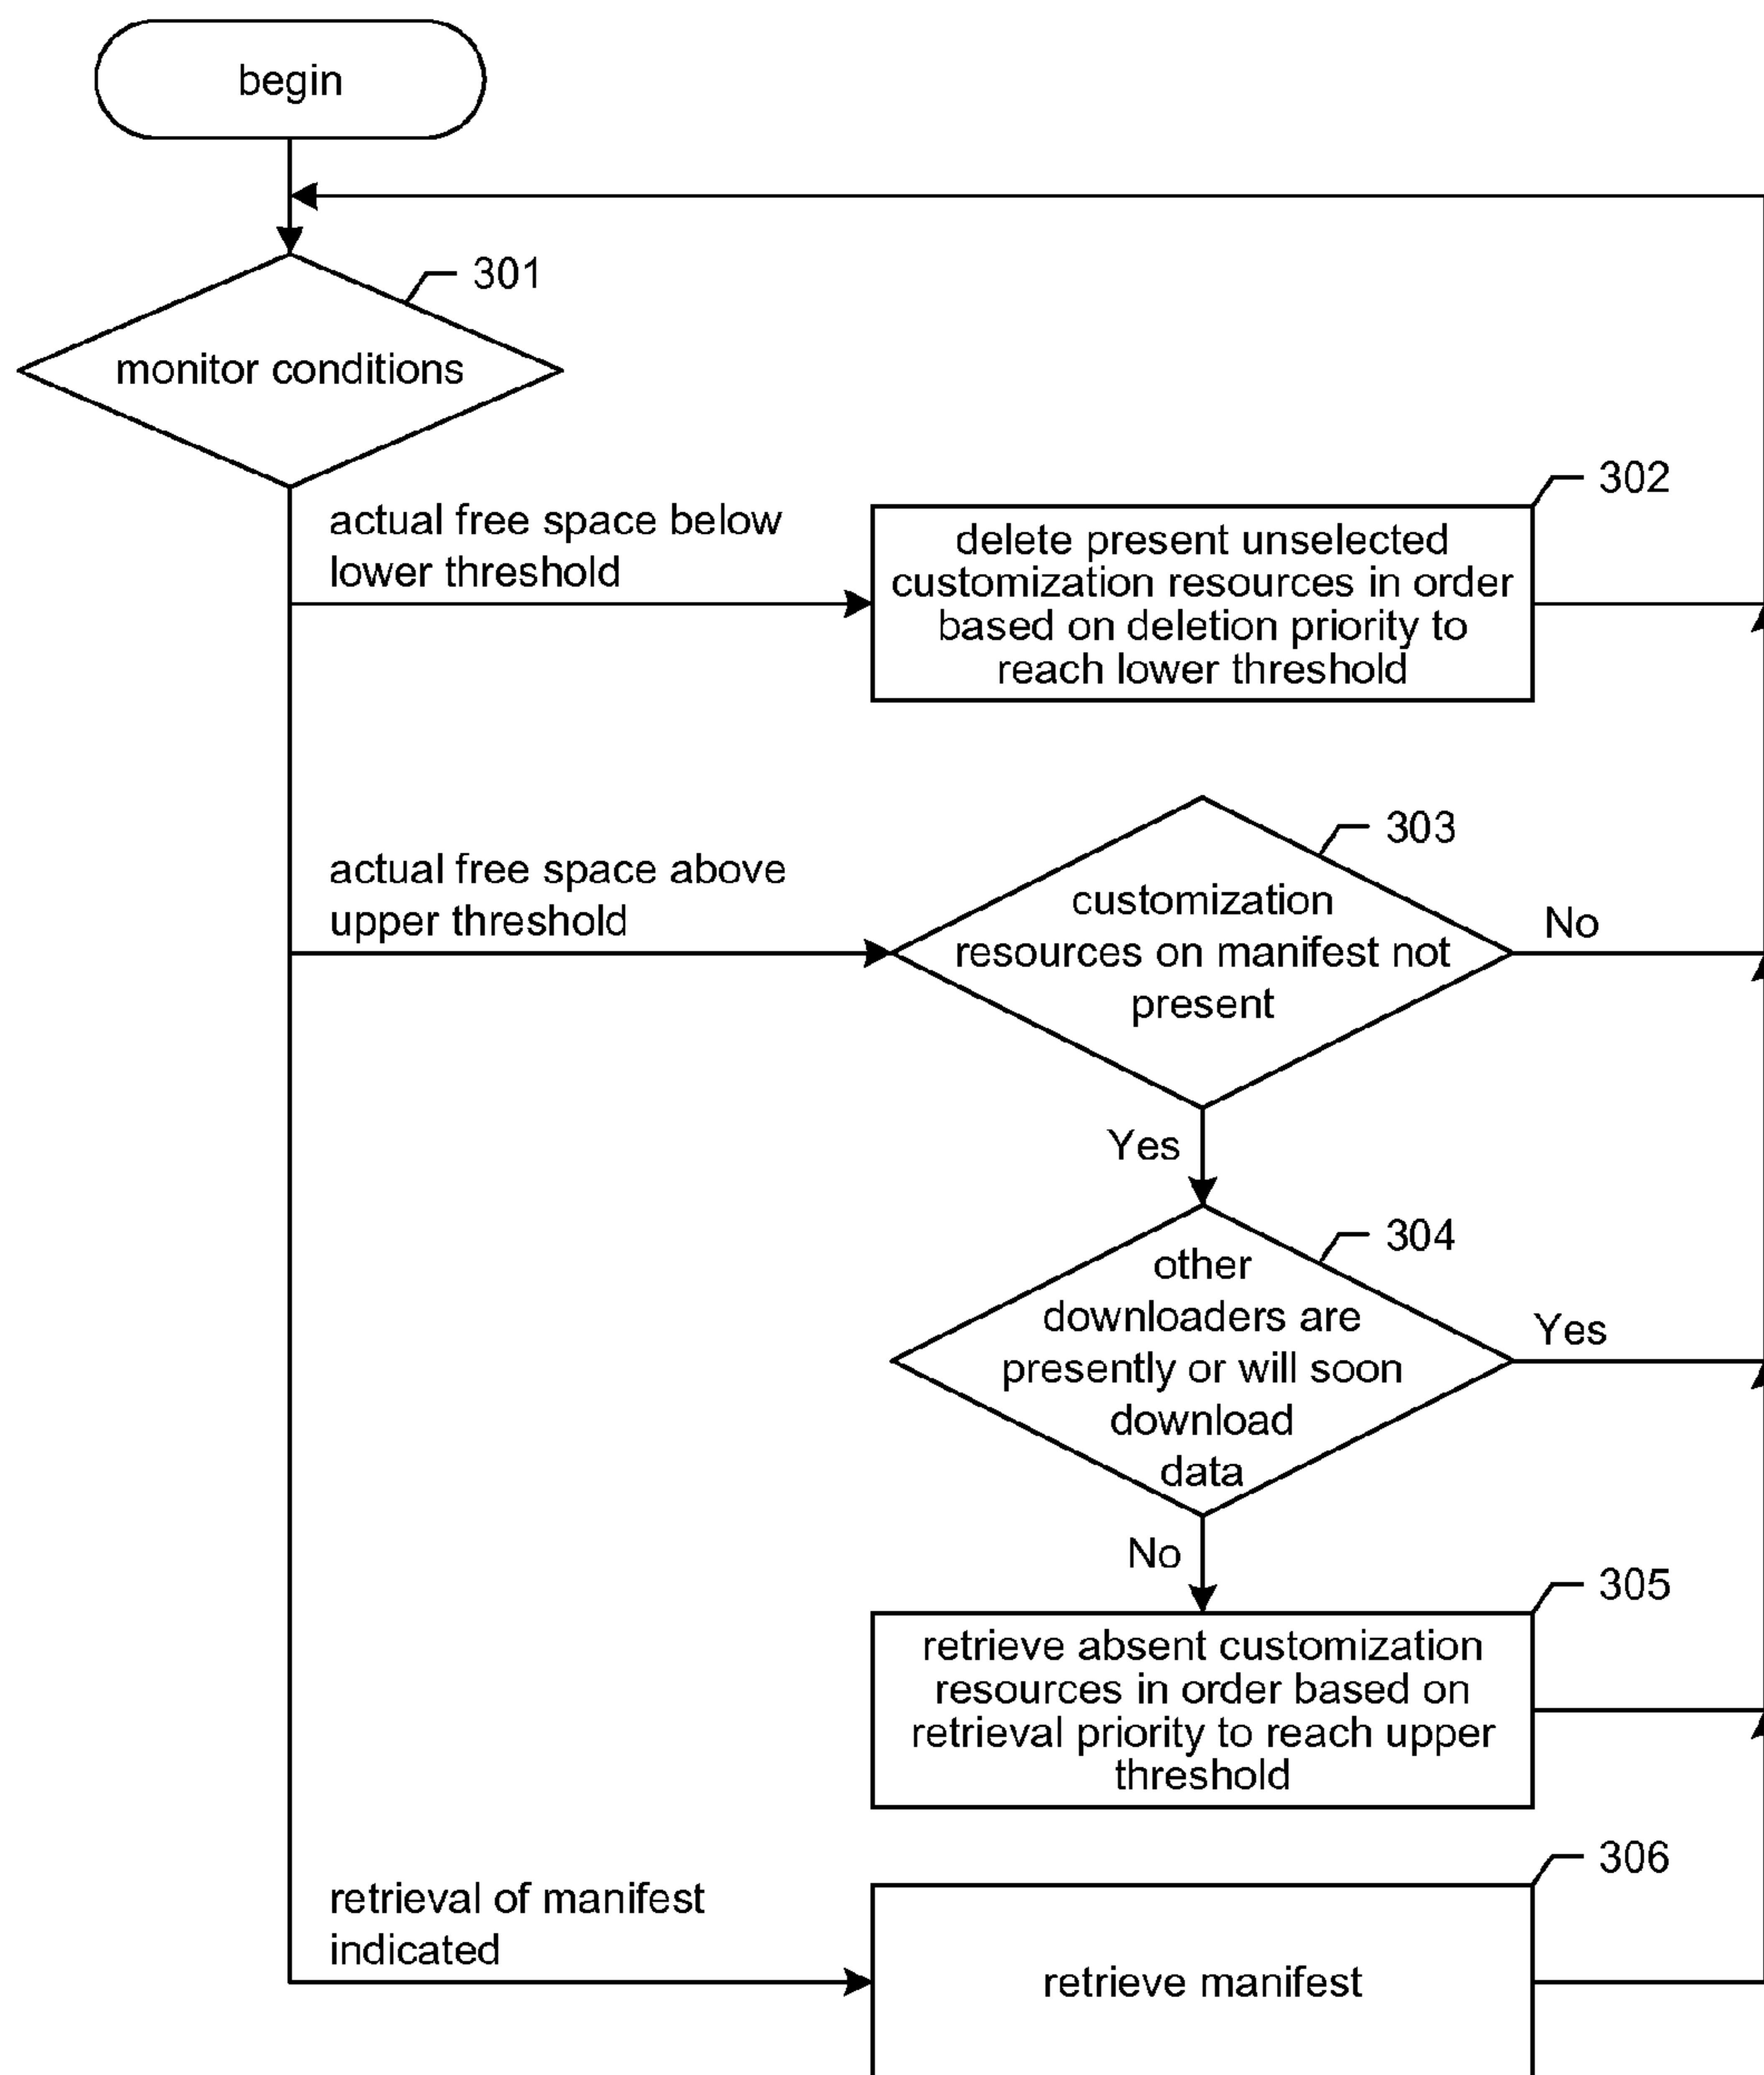 begin
301
monitor conditions
302
actual free space below
lower threshold
delete present unselected
customization resources in order
based on deletion priority to
reach lower threshold
303
actual free space above
upper threshold
customization
resources on manifest not
present
No
Yes
304
other
downloaders are
presently or will soon
download
data
Yes
No
305
retrieve absent customization
resources in order based on
retrieval priority to reach upper
threshold
306
retrieval of manifest
indicated
retrieve manifest